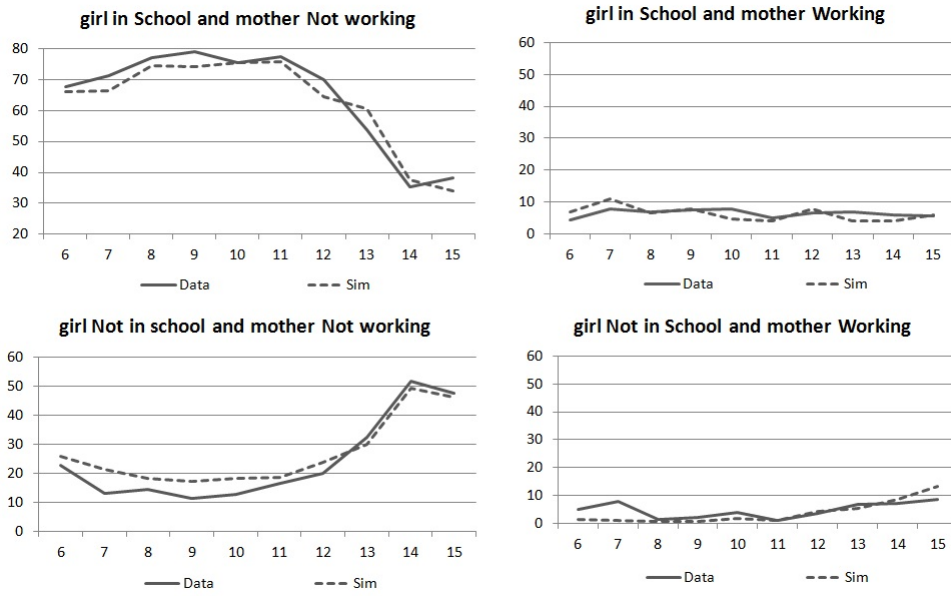 girl in School and mother Not working
80
70
60
50
40
30
20
6 7 8 9 10 11 12 13 14 15
Data Sim
girl in School and mother Working
60
50
40
30
20
10
0
6 7 8 9 10 11 12 13 14 15
Data Sim
girl Not in school and mother Not working
60
50
40
30
20
10
0
6 7 8 9 10 11 12 13 14 15
Data Sim
girl Not in School and mother Working
60
50
40
30
20
10
0
6 7 8 9 10 11 12 13 14 15
Data Sim